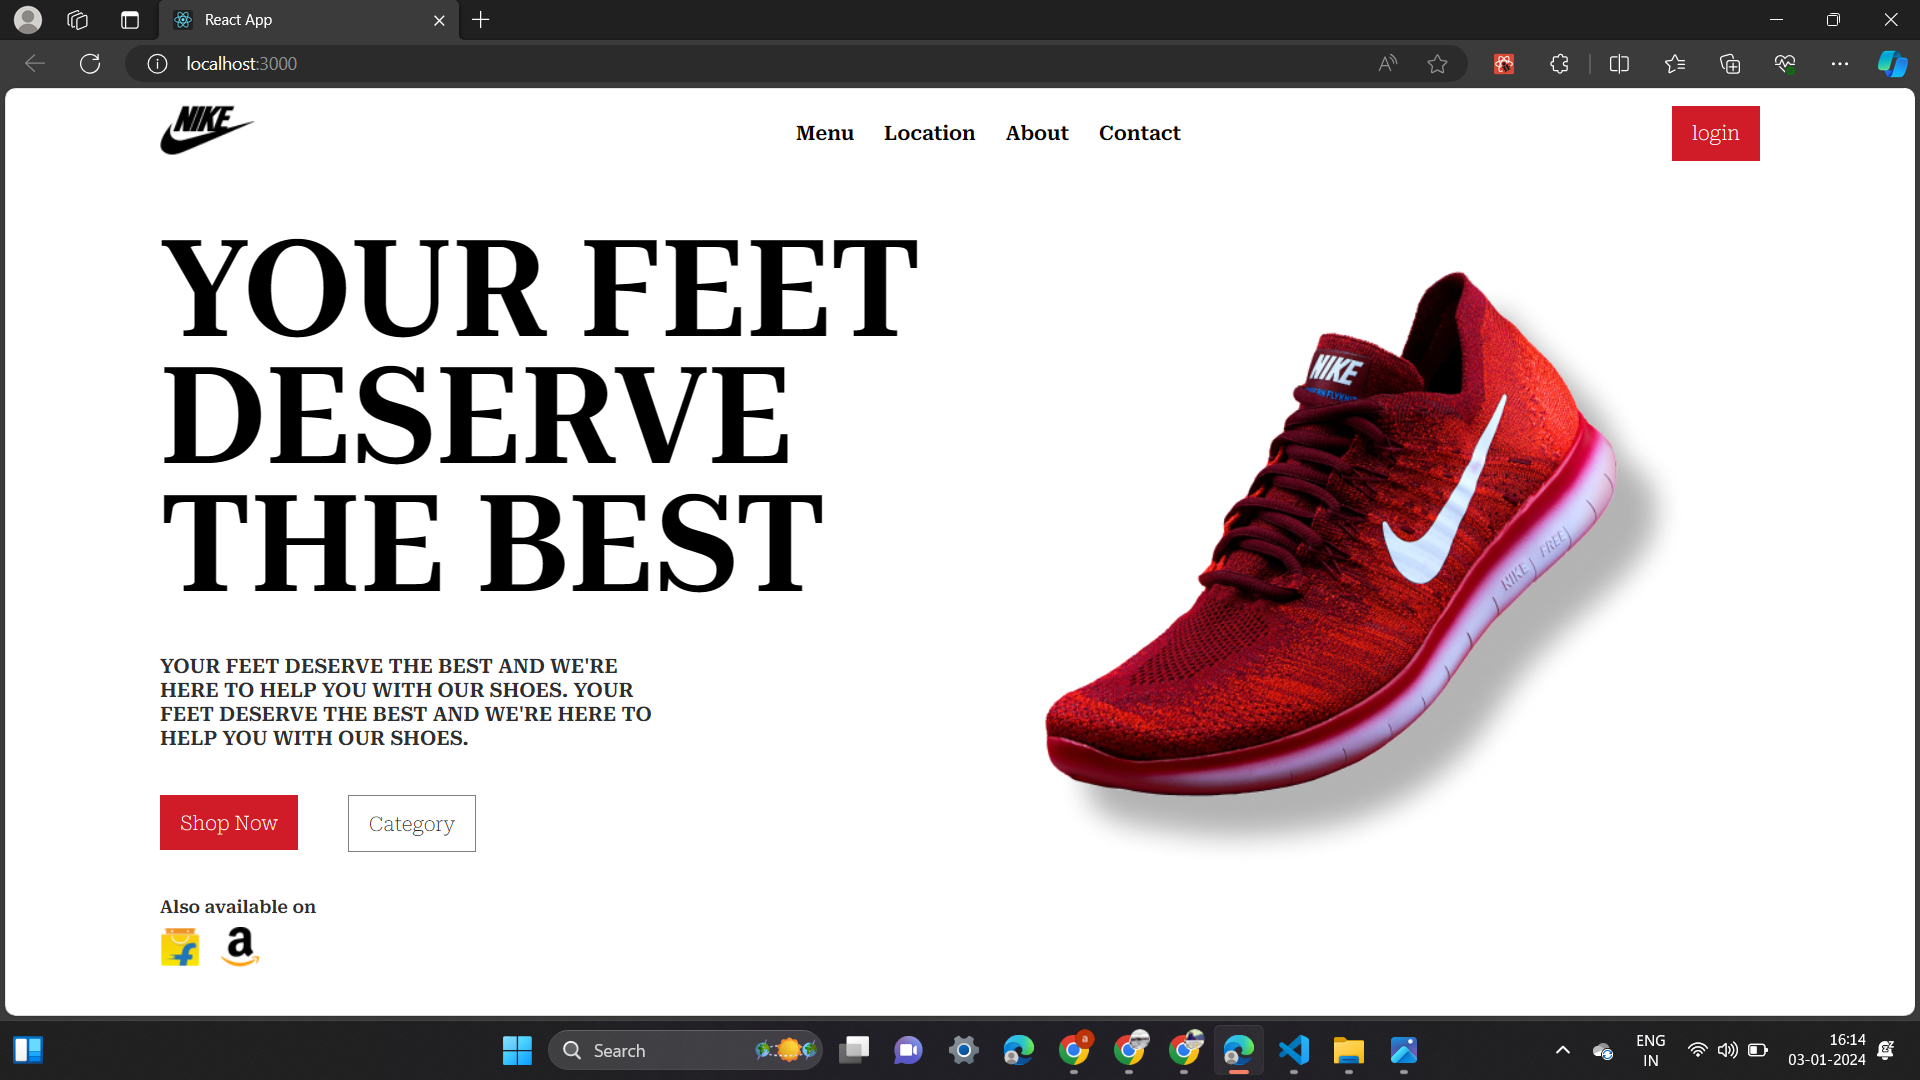 React App
localhost:3000
NIKE
Menu Location About Contact
login
YOUR FEET
DESERVE
THE BEST
NIKE
NIKE FREE
YOUR FEET DESERVE THE BEST AND WE'RE
HERE TO HELP YOU WITH OUR SHOES. YOUR
FEET DESERVE THE BEST AND WE'RE HERE TO
HELP YOU WITH OUR SHOES.
Shop Now
Category
Also available on
a
Search
ENG
IN
16:14
03-01-2024